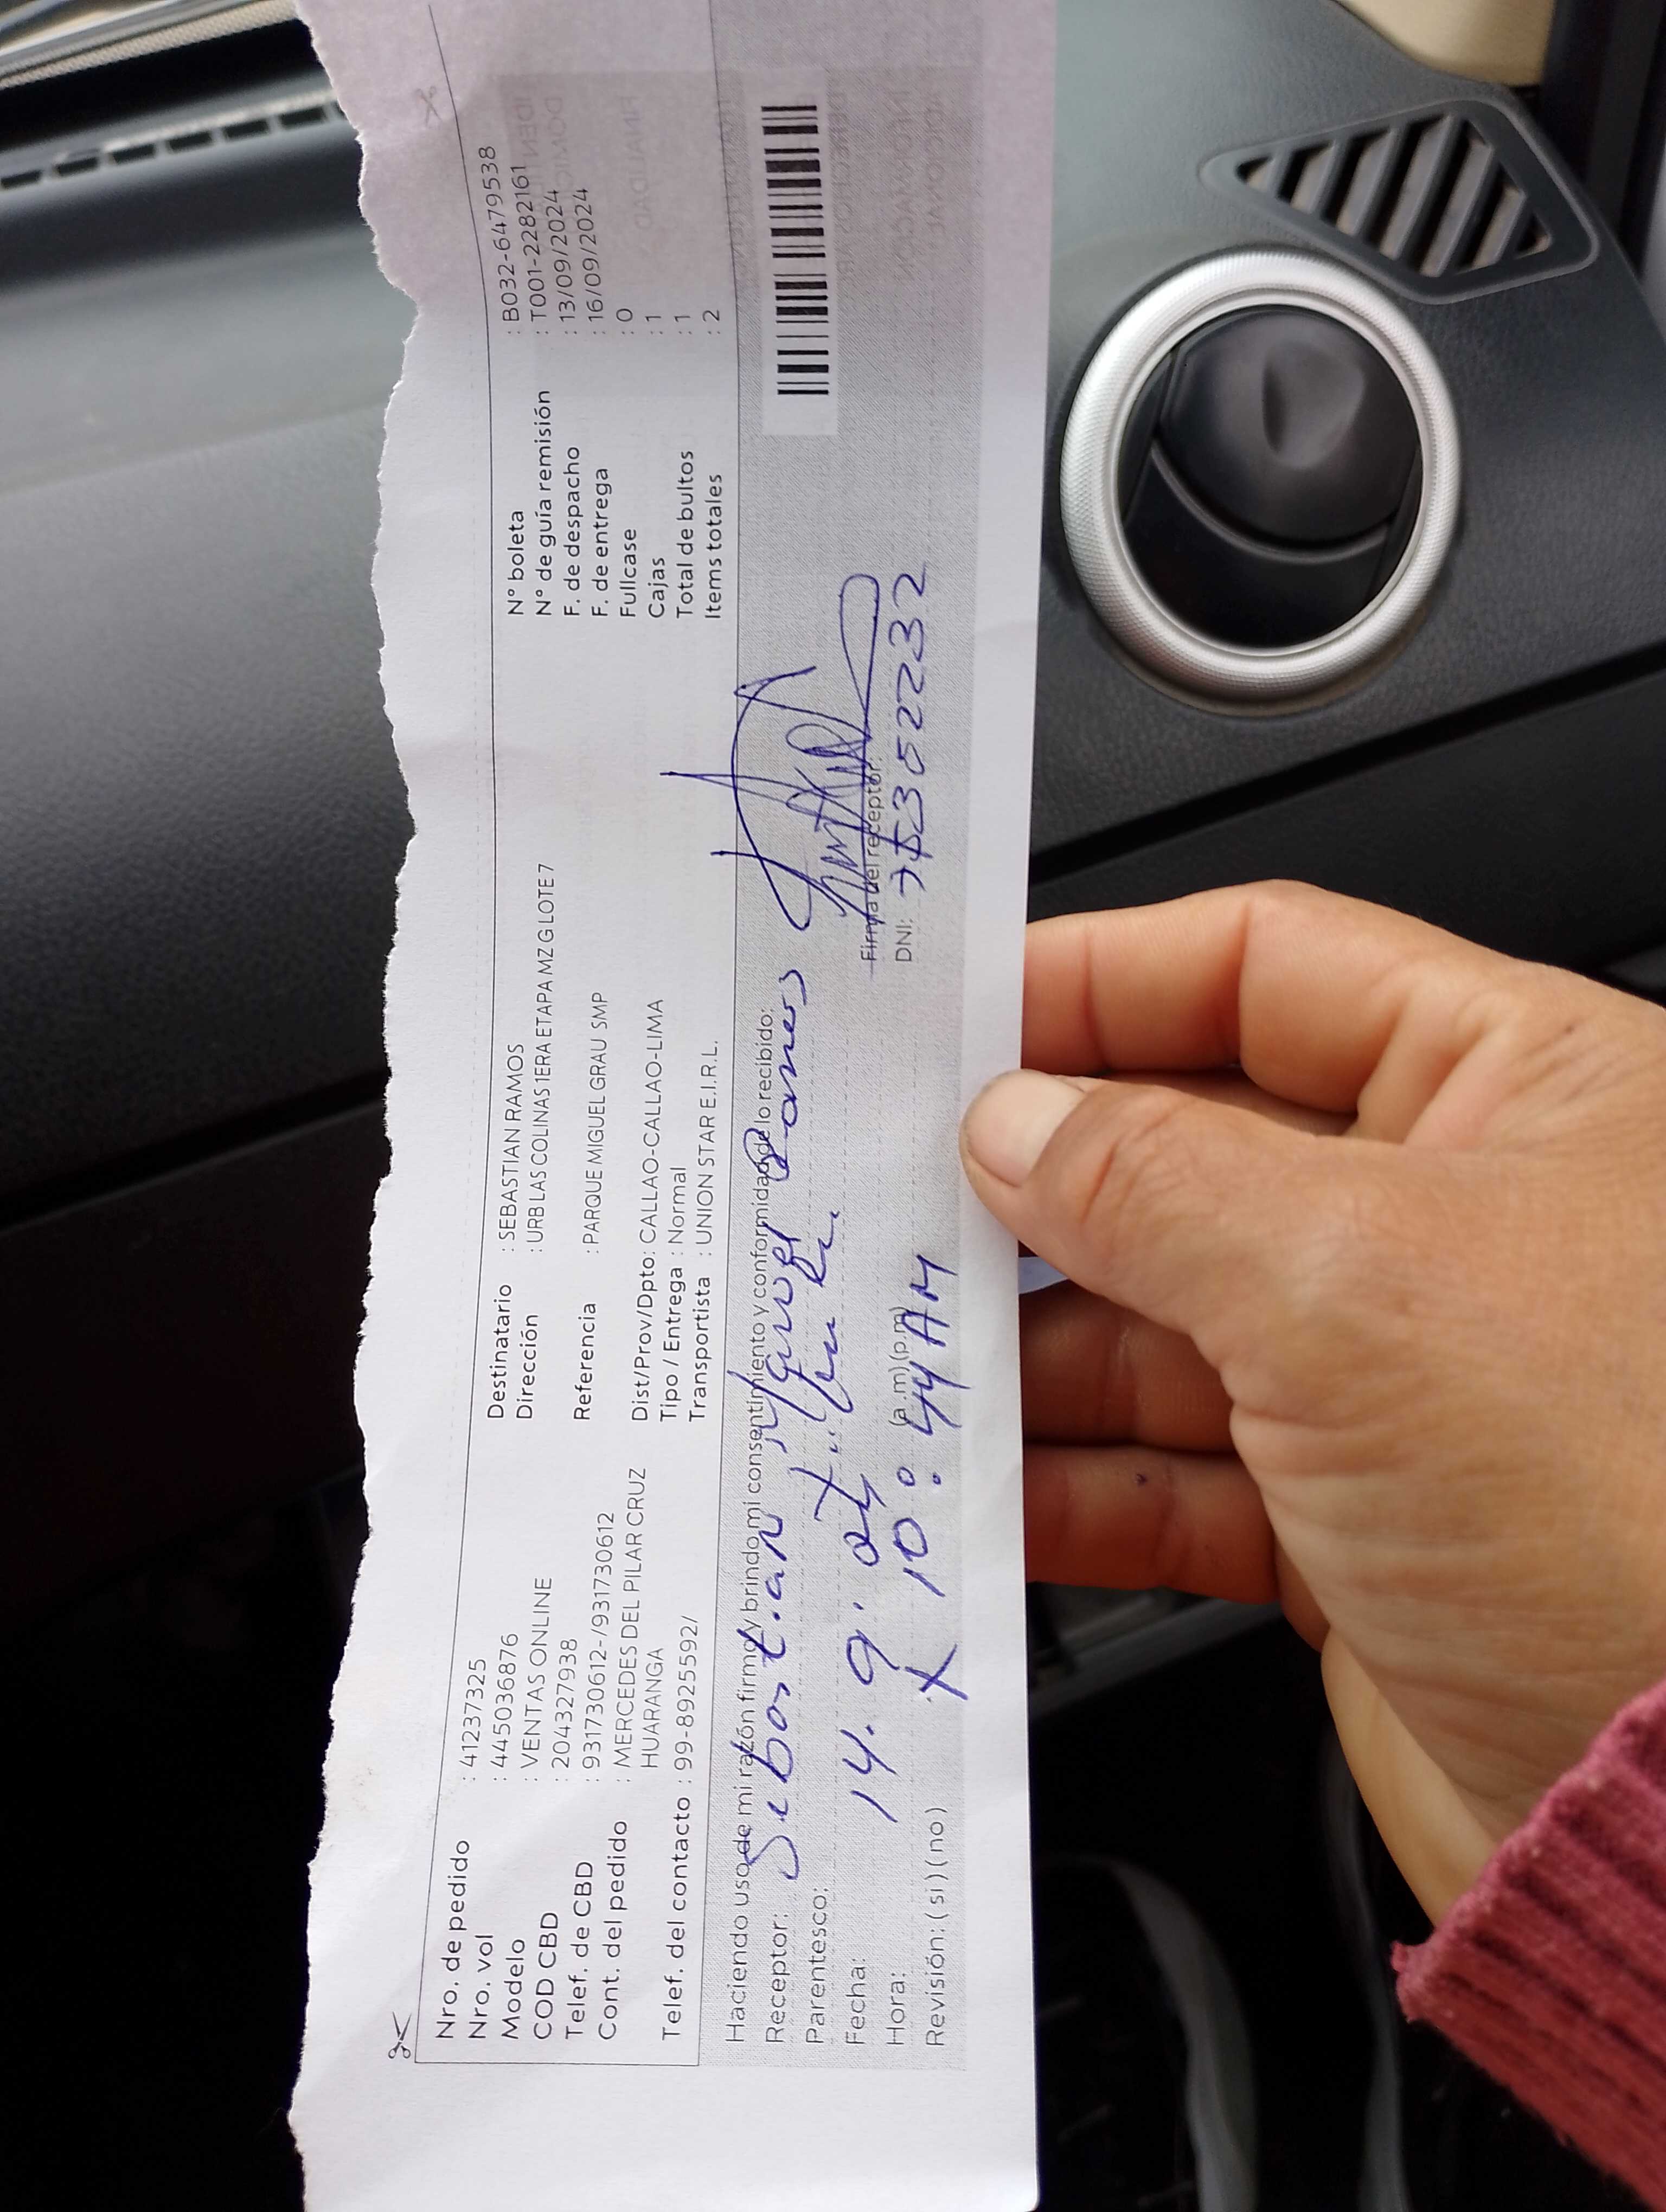 Nro. de pedido : 41237325
Nro. vol : 4450368​76
Modelo : VENTAS ONLINE
COD CBD : 204327938
Telef. de CBD : 931730612-/931730612
Cont. del pedido : MERCEDES DEL PILAR CRUZ
HUARANGA
Telef. del contacto : 99-8925592/
Destinatario : SEBASTIAN RAMOS
Dirección : URB LAS COLINAS 1ERA ETAPA MZ G LOTE 7
Referencia : PARQUE MIGUEL GRAU SMP
Dist/Prov/Dpto: CALLAO-CALLAO-LIMA
Tipo / Entrega : Normal
Transportista : UNION STAR E.I.R.L.
N° boleta : B032-6479538
N° de guía remisión : T001-2282161
F. de despacho : 13/09/2024
F. de entrega : 16/09/2024
Fullcase : 0
Cajas : 1
Total de bultos : 1
Items totales : 2
Haciendo uso de mi razón firmo y brindo mi consentimiento y conformidad de lo recibido:
Receptor: Sebastian Ramos
Parentesco:
Fecha: 14. 9.
Hora: 10: 44 AM (a.m) (p.m)
Revisión: (si) (no)
Firma del receptor:
DNI: